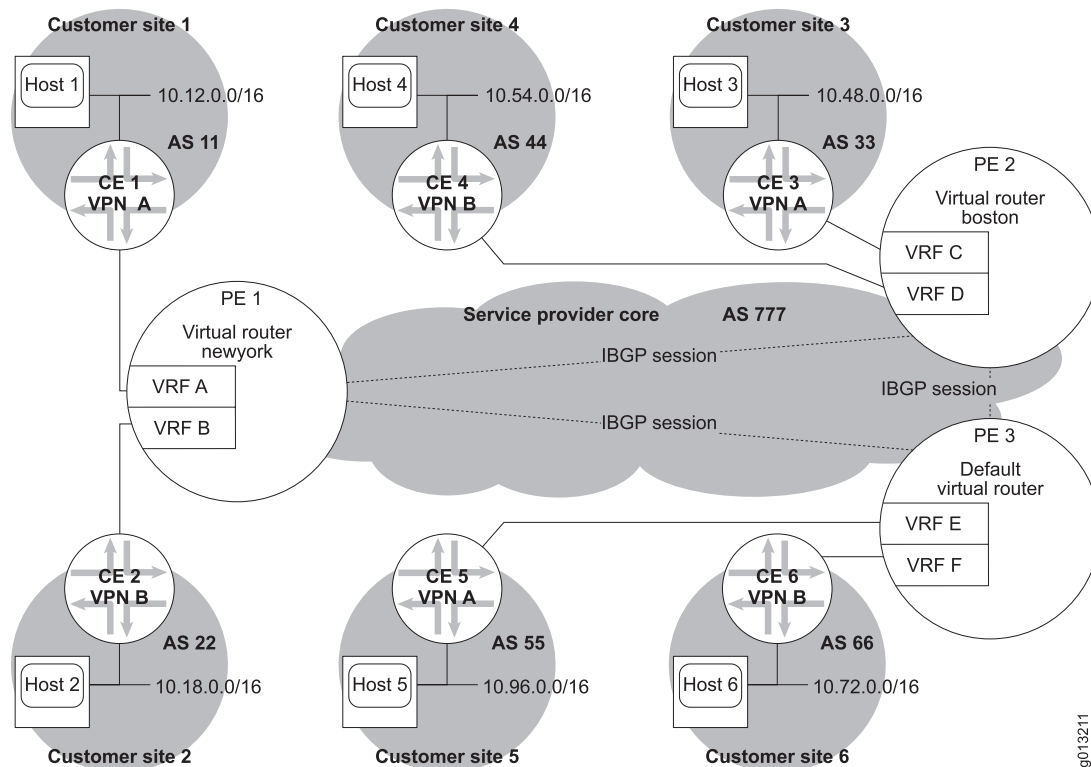 Customer site 1
Customer site 4
Customer site 3
Host 1
10.12.0.0/16
Host 4
10.54.0.0/16
Host 3
10.48.0.0/16
AS 11
AS 44
AS 33
CE 1
VPN A
CE 4
VPN B
CE 3
VPN A
PE 2
Virtual router
boston
VRF C
VRF D
PE 1
Virtual router
newyork
VRF A
VRF B
Service provider core
AS 777
IBGP session
IBGP session
IBGP session
PE 3
Default
virtual router
VRF E
VRF F
CE 2
VPN B
CE 5
VPN A
CE 6
VPN B
AS 22
AS 55
AS 66
Host 2
10.18.0.0/16
Host 5
10.96.0.0/16
Host 6
10.72.0.0/16
Customer site 2
Customer site 5
Customer site 6
g013211